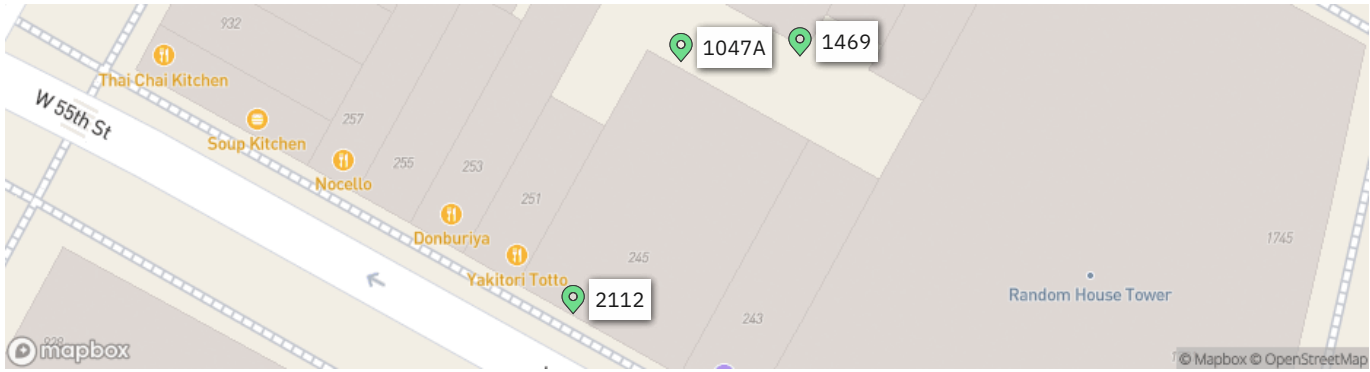 932
1047A
1469
Thai Chai Kitchen
W 55th St
257
Soup Kitchen
255
253
Nocello
251
Donburiya
1745
245
Yakitori Totto
Random House Tower
2112
243
mapbox
© Mapbox © OpenStreetMap